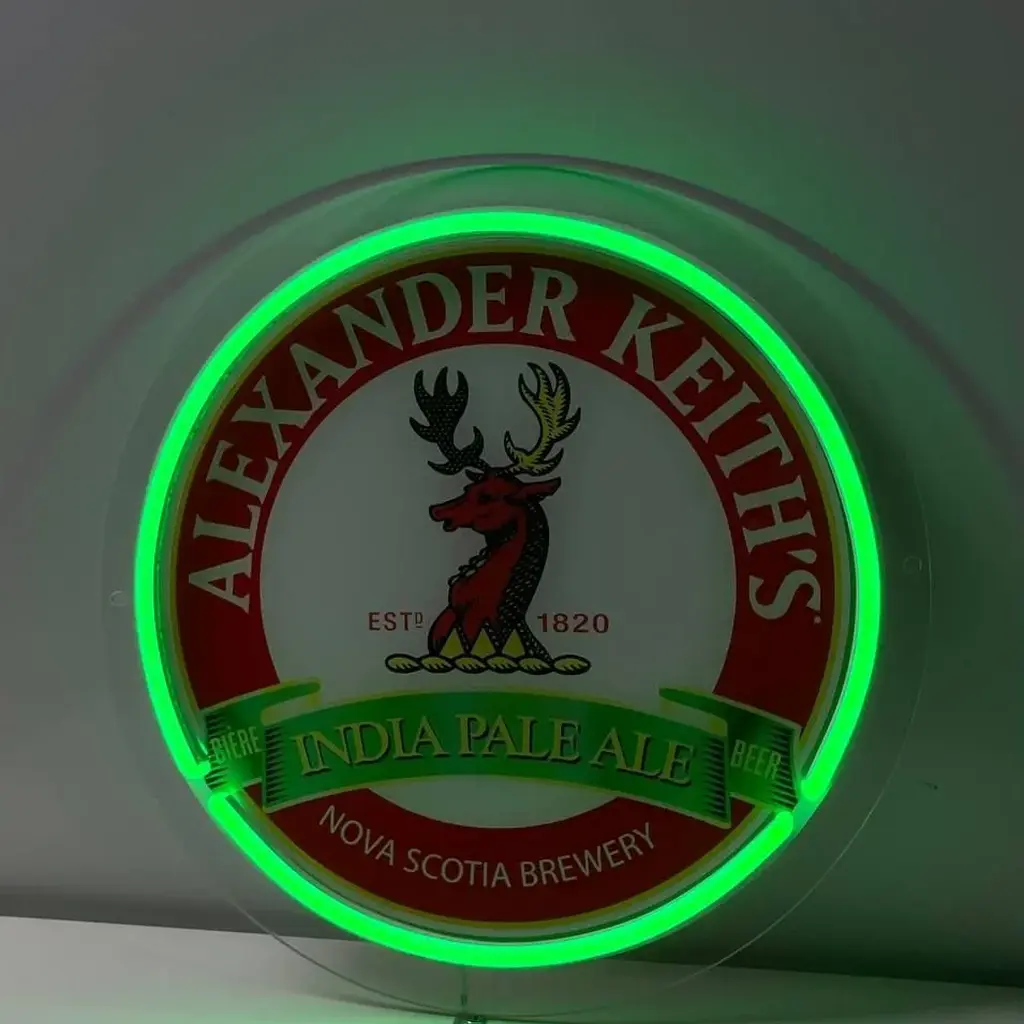 ALEXANDER KEITH'S
ESTD 1820
BIERE INDIA PALE ALE BEER
NOVA SCOTIA BREWERY